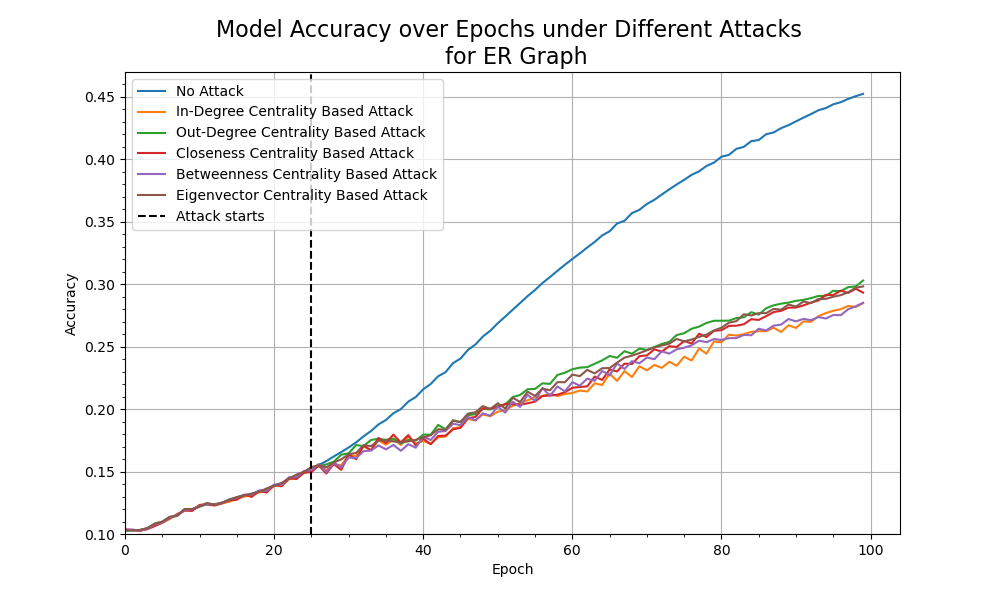 Model Accuracy over Epochs under Different Attacks
for ER Graph
No Attack
In-Degree Centrality Based Attack
Out-Degree Centrality Based Attack
Closeness Centrality Based Attack
Betweenness Centrality Based Attack
Eigenvector Centrality Based Attack
Attack starts
0.45
0.40
0.35
0.30
0.25
0.20
0.15
0.10
Accuracy
0 20 40 60 80 100
Epoch